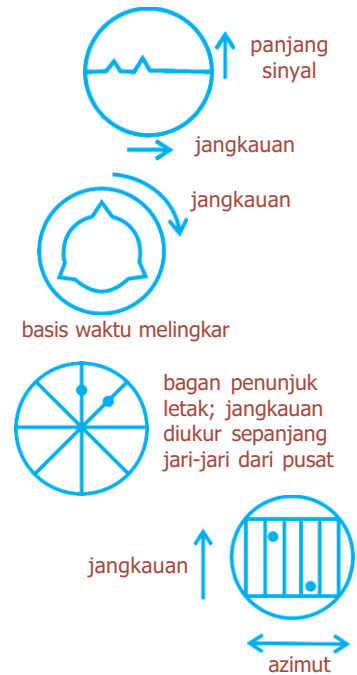 panjang
sinyal
jangkauan
jangkauan
basis waktu melingkar
bagan penunjuk
letak; jangkauan
diukur sepanjang
jari-jari dari pusat
jangkauan
azimut